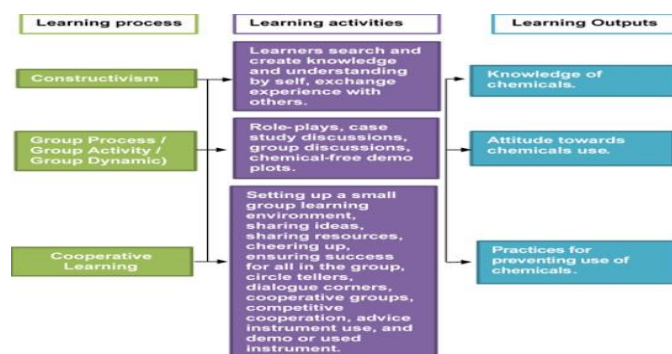 Learning process
Learning activities
Learning Outputs
Constructivism
Learners search and
create knowledge
and understanding
by self, exchange
experience with
others.
Knowledge of
chemicals.
Group Process /
Group Activity /
Group Dynamic)
Role-plays, case
study discussions,
group discussions,
chemical-free demo
plots.
Attitude towards
chemicals use.
Cooperative
Learning
Setting up a small
group learning
environment,
sharing ideas,
sharing resources,
cheering up,
ensuring success
for all in the group,
circle tellers,
dialogue corners,
cooperative groups,
competitive
cooperation, advice
instrument use, and
demo or used
instrument.
Practices for
preventing use of
chemicals.